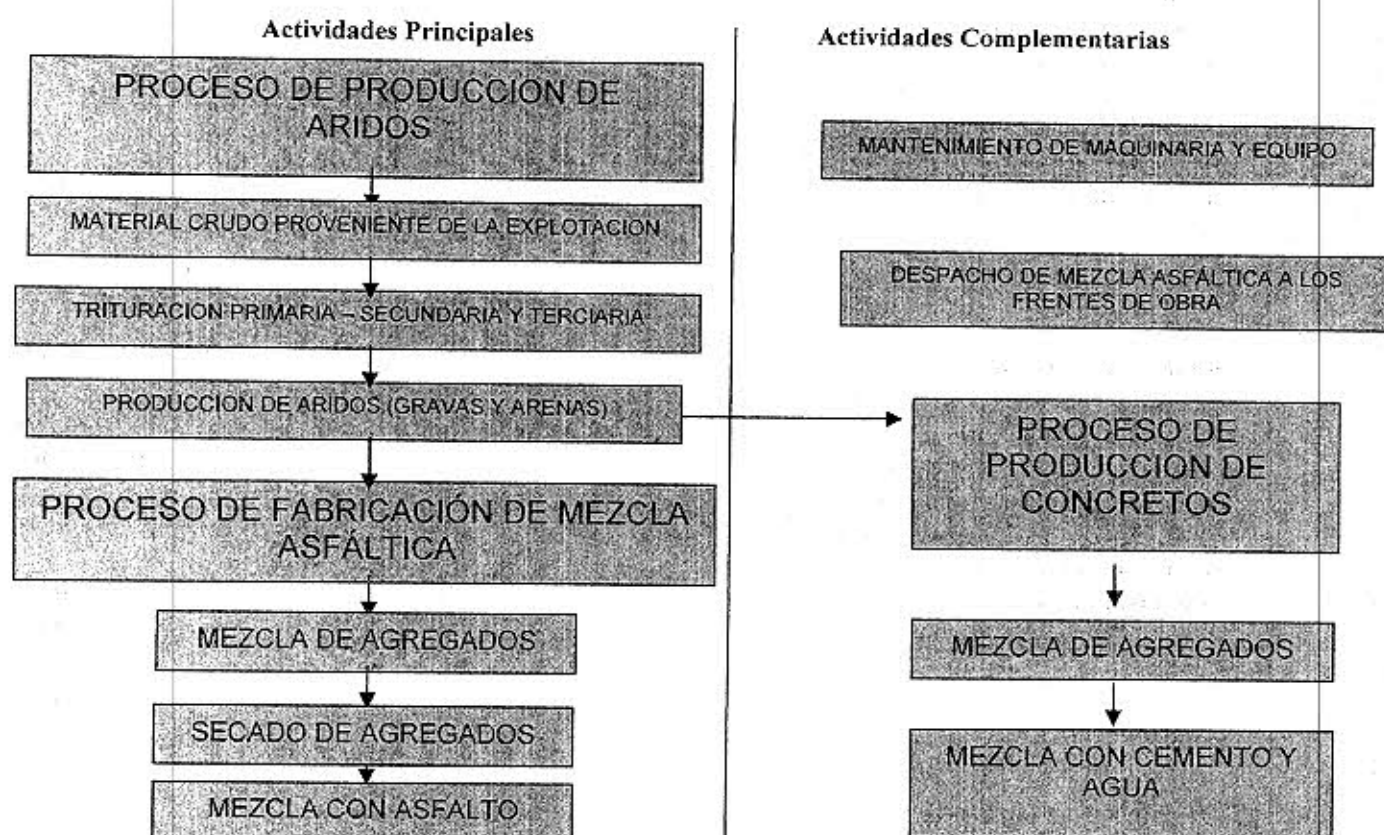 Actividades Principales
PROCESO DE PRODUCCION DE
ARIDOS
MATERIAL CRUDO PROVENIENTE DE LA EXPLOTACION
TRITURACION PRIMARIA – SECUNDARIA Y TERCIARIA
PRODUCCION DE ARIDOS (GRAVAS Y ARENAS)
PROCESO DE FABRICACIÓN DE MEZCLA
ASFÁLTICA
MEZCLA DE AGREGADOS
SECADO DE AGREGADOS
MEZCLA CON ASFALTO
Actividades Complementarias
MANTENIMIENTO DE MAQUINARIA Y EQUIPO
DESPACHO DE MEZCLA ASFÁLTICA A LOS
FRENTES DE OBRA
PROCESO DE
PRODUCCION DE
CONCRETOS
MEZCLA DE AGREGADOS
MEZCLA CON CEMENTO Y
AGUA